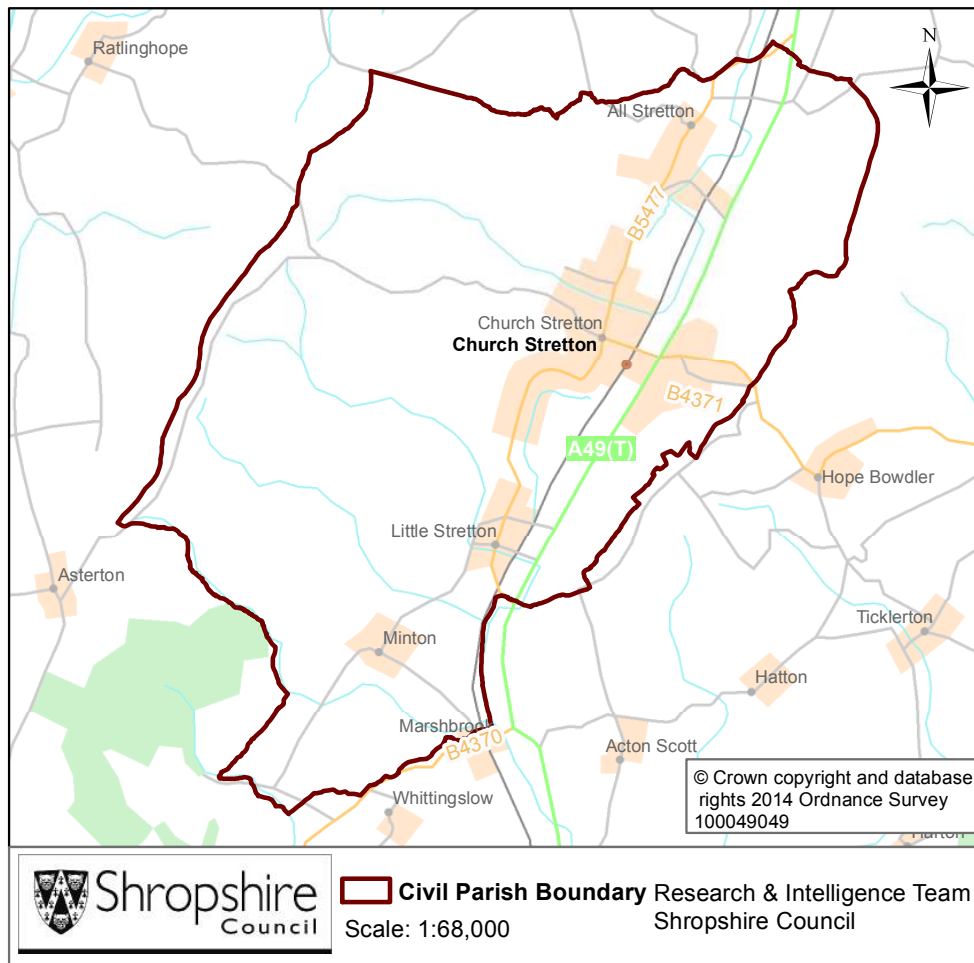 Ratlinghope
N
All Stretton
B5477
Church Stretton
Church Stretton
B4371
A49(T)
Hope Bowdler
Little Stretton
Asterton
Ticklerton
Minton
Hatton
Marshbrook
B4370
Acton Scott
Whittingslow
© Crown copyright and database
rights 2014 Ordnance Survey
100049049
Shropshire
Council
Civil Parish Boundary
Scale: 1:68,000
Research & Intelligence Team
Shropshire Council